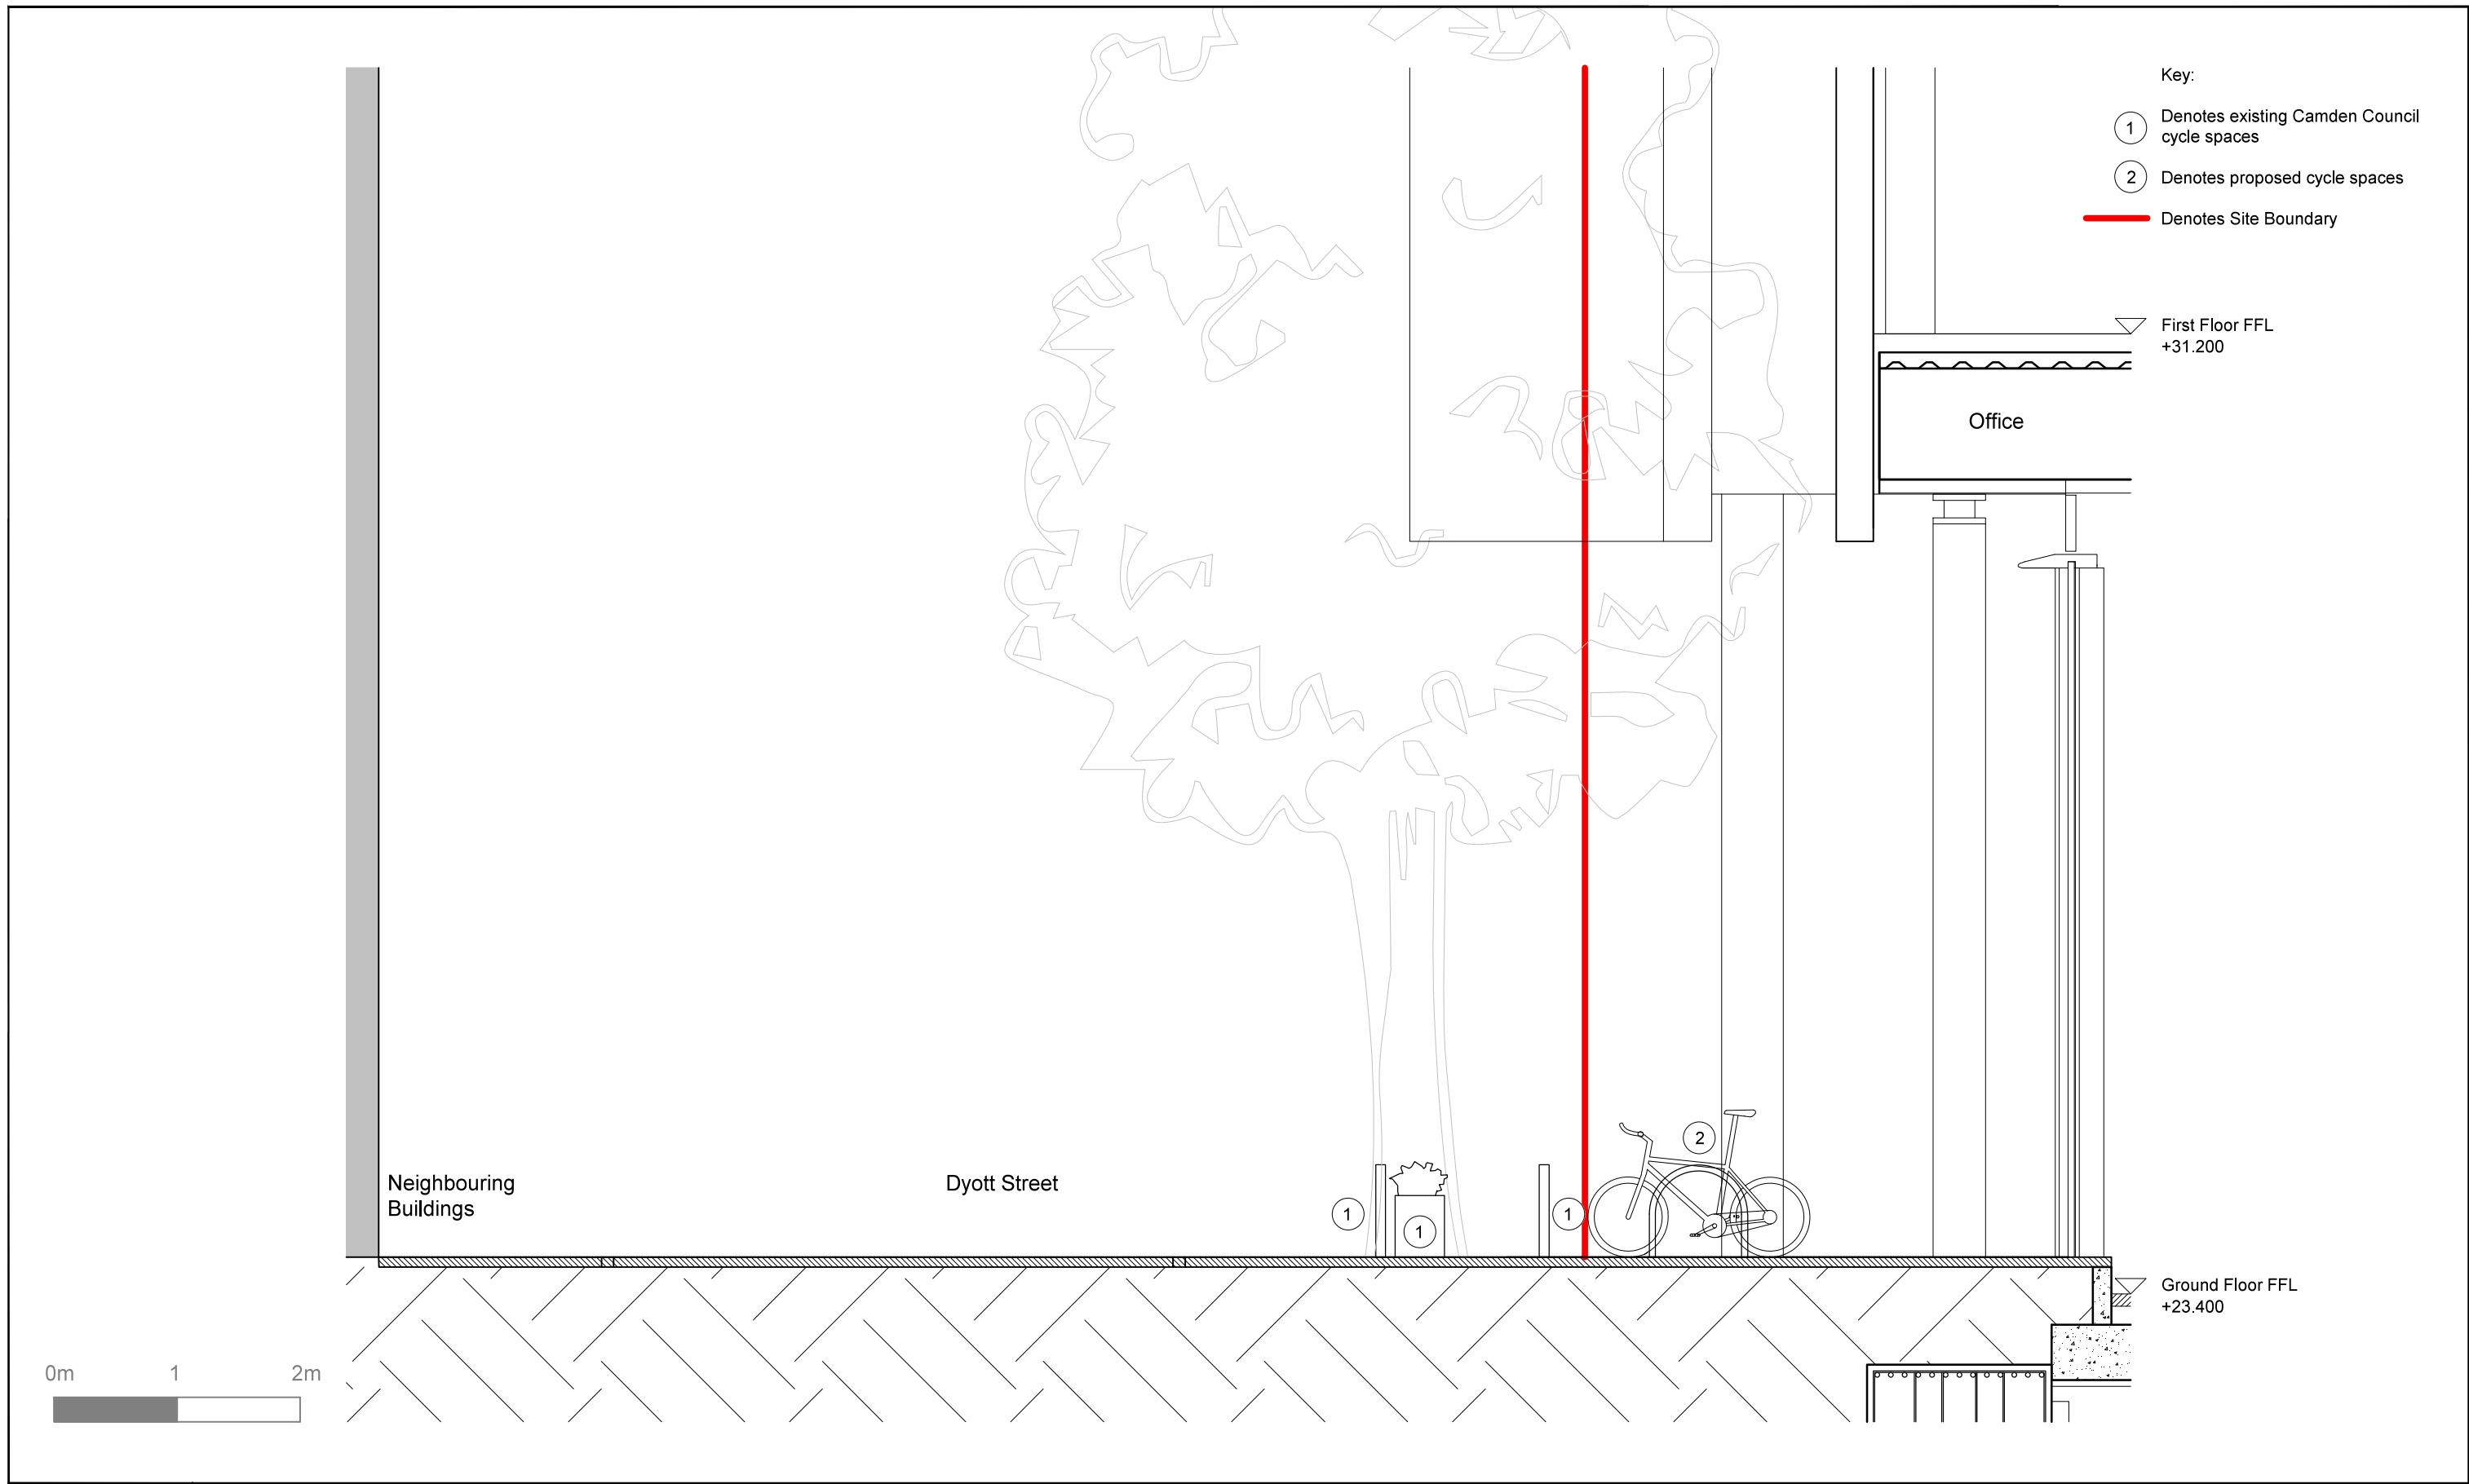 Key:
1
Denotes existing Camden Council
cycle spaces
2
Denotes proposed cycle spaces
Denotes Site Boundary
First Floor FFL
+31.200
Office
2
Neighbouring
Buildings
Dyott Street
1
1
1
Ground Floor FFL
+23.400
0m
1
2m